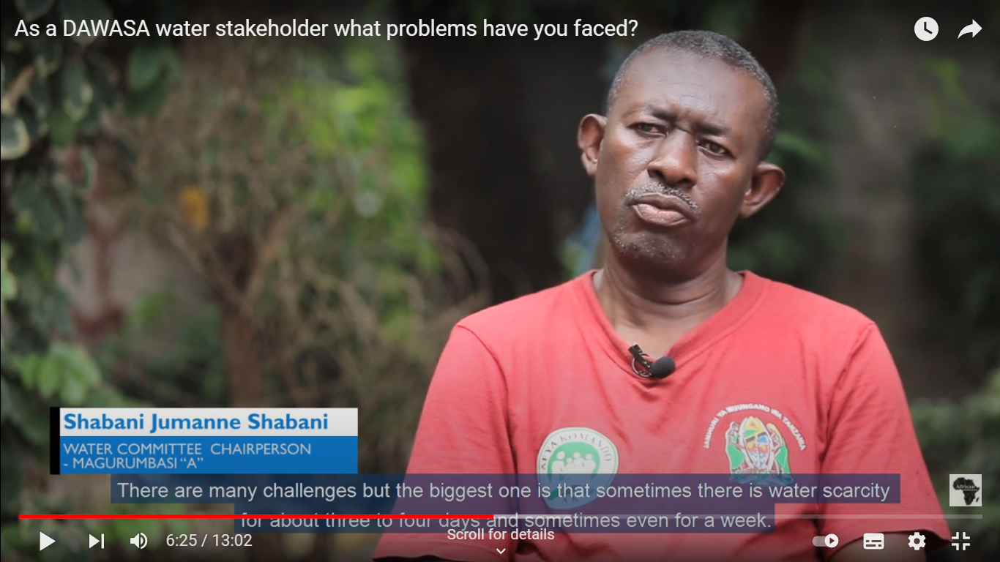 As a DAWASA water stakeholder what problems have you faced?
JAMHURI YA MUUNGANO WA TANZANIA
KOMANDO
Shabani Jumanne Shabani
WATER COMMITTEE CHAIRPERSON
- MAGURUMBASI “A”
There are many challenges but the biggest one is that sometimes there is water scarcity
for about three to four days and sometimes even for a week.
African
6:25 / 13:02
Scroll for details